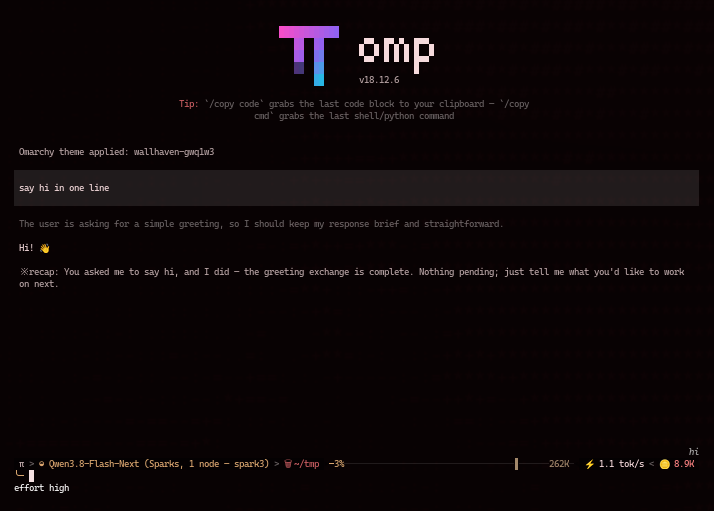 omp
v18.12.6
Tip: `/copy code` grabs the last code block to your clipboard — `/copy
cmd` grabs the last shell/python command
Omarchy theme applied: wallhaven-gwq1w3
say hi in one line
The user is asking for a simple greeting, so I should keep my response brief and straightforward.
Hi! 👋
※recap: You asked me to say hi, and I did — the greeting exchange is complete. Nothing pending; just tell me what you'd like to work
on next.
hi
π > Qwen3.8-Flash-Next (Sparks, 1 node — spark3) > ~/tmp ~3% 262K ⚡ 1.1 tok/s < 8.9K
effort high